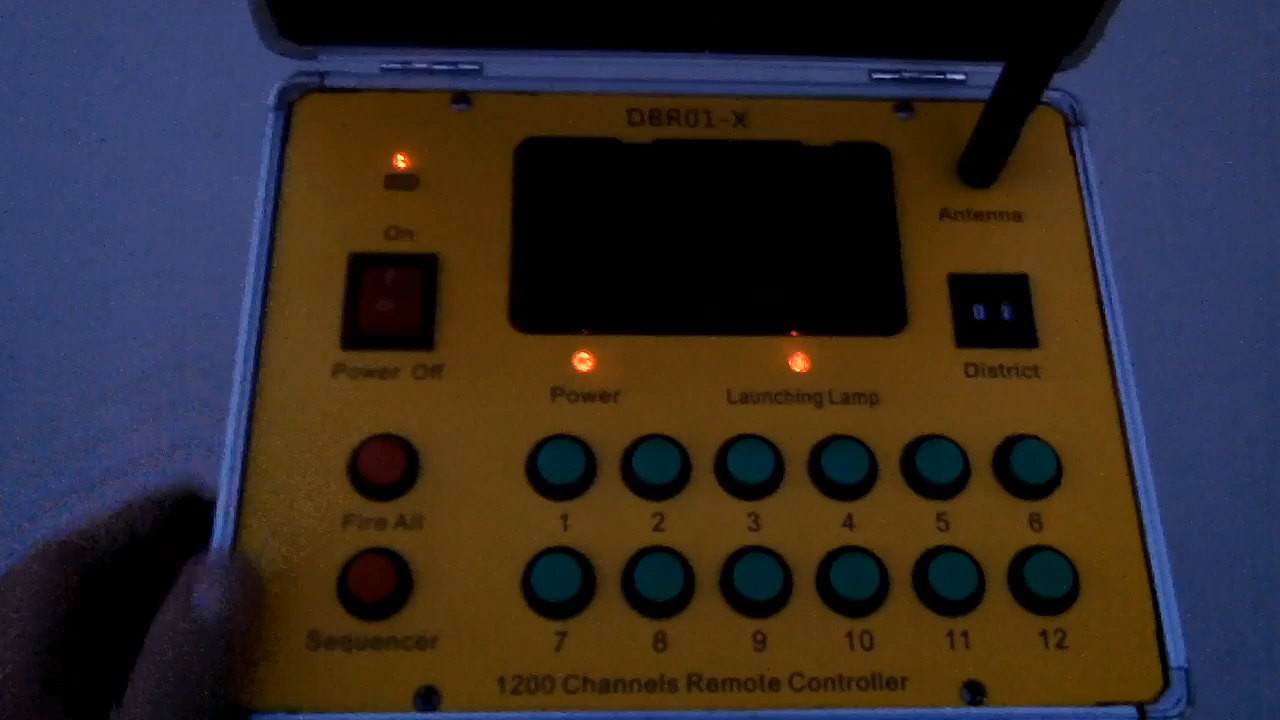 DBR01-X
On
Antenna
Power Off
District
Power
Launching Lamp
Fire All
1 2 3 4 5 6
Sequencer
7 8 9 10 11 12
1200 Channels Remote Controller